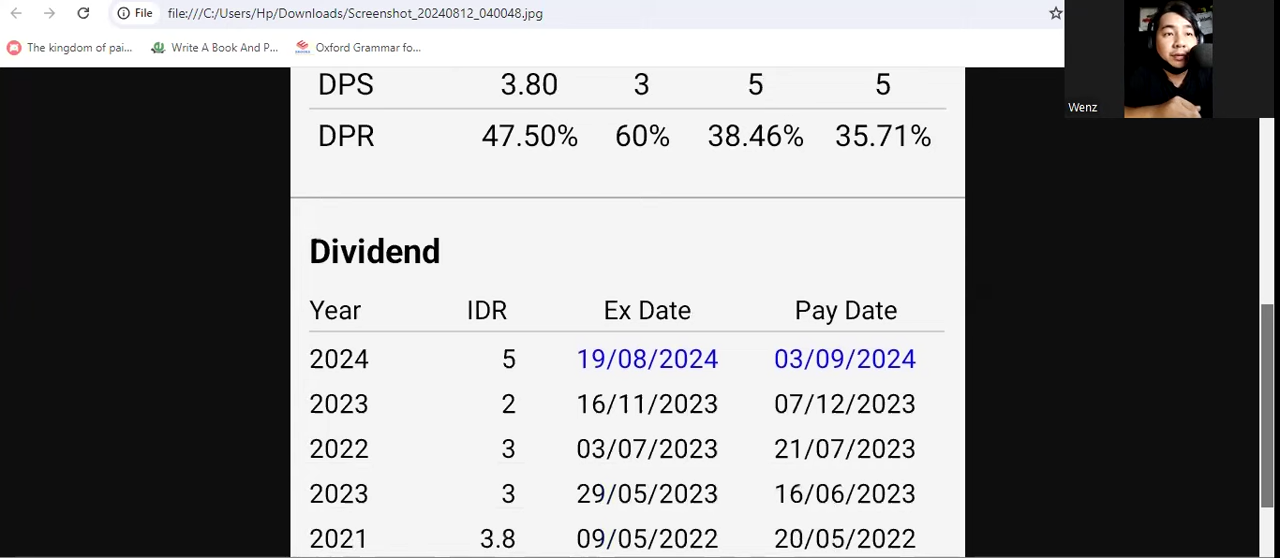 File file:///C:/Users/Hp/Downloads/Screenshot_20240812_040048.jpg
The kingdom of pai... Write A Book And P... Oxford Grammar fo...
Wenz
DPS 3.80 3 5 5
DPR 47.50% 60% 38.46% 35.71%
Dividend
Year IDR Ex Date Pay Date
2024 5 19/08/2024 03/09/2024
2023 2 16/11/2023 07/12/2023
2022 3 03/07/2023 21/07/2023
2023 3 29/05/2023 16/06/2023
2021 3.8 09/05/2022 20/05/2022